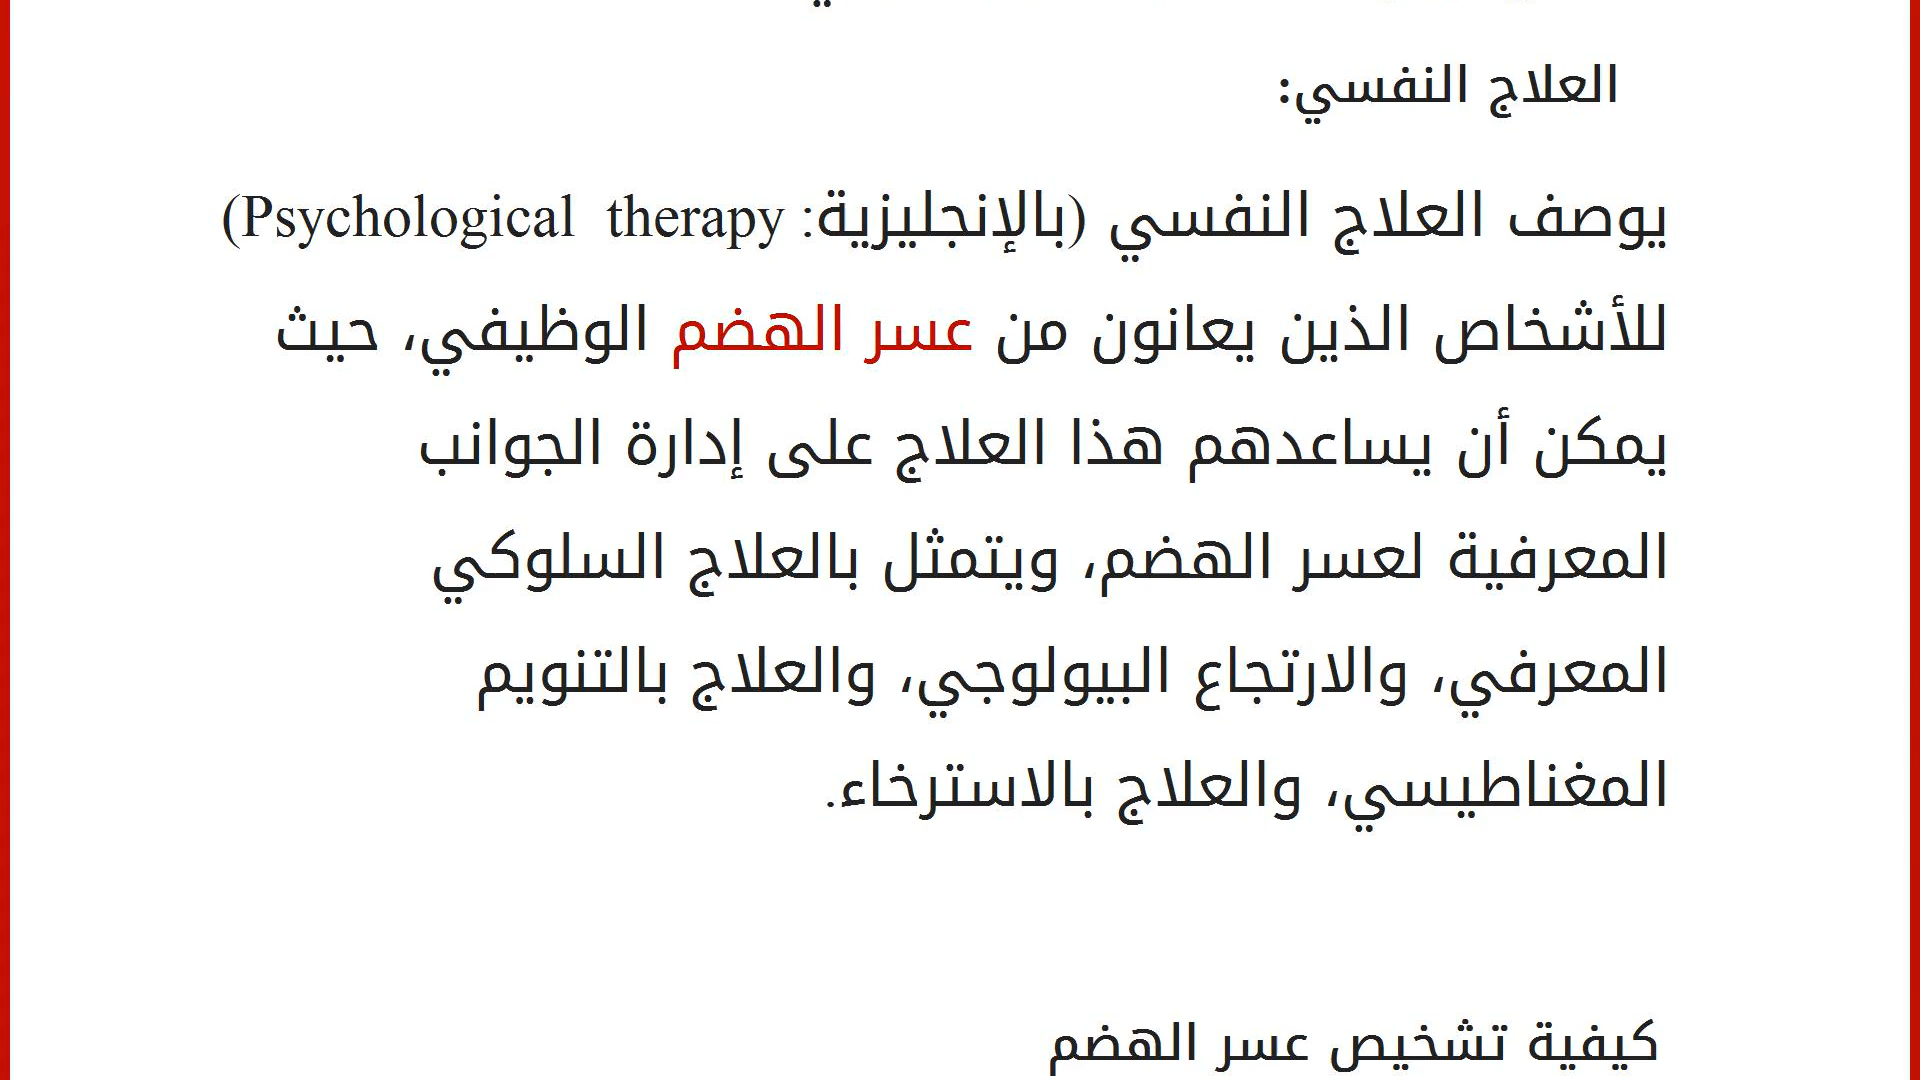 العلاج النفسي:
يوصف العلاج النفسي (بالإنجليزية: Psychological therapy)
للأشخاص الذين يعانون من عسر الهضم الوظيفي، حيث
يمكن أن يساعدهم هذا العلاج على إدارة الجوانب
المعرفية لعسر الهضم، ويتمثل بالعلاج السلوكي
المعرفي، والارتجاع البيولوجي، والعلاج بالتنويم
المغناطيسي، والعلاج بالاسترخاء.
كيفية تشخيص عسر الهضم